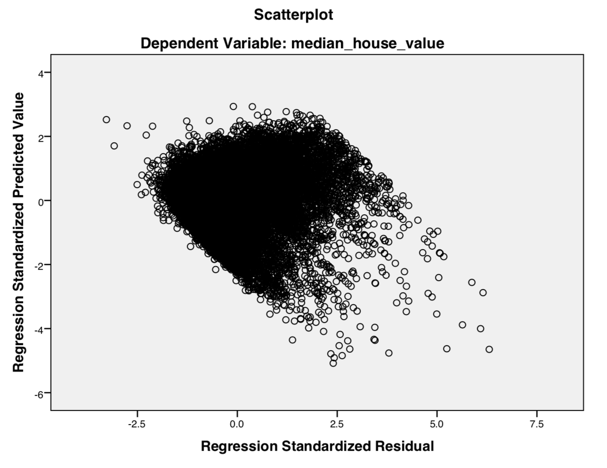 Scatterplot
Dependent Variable: median_house_value
Regression Standardized Predicted Value
4
2
0
-2
-4
-6
-2.5 0.0 2.5 5.0 7.5
Regression Standardized Residual